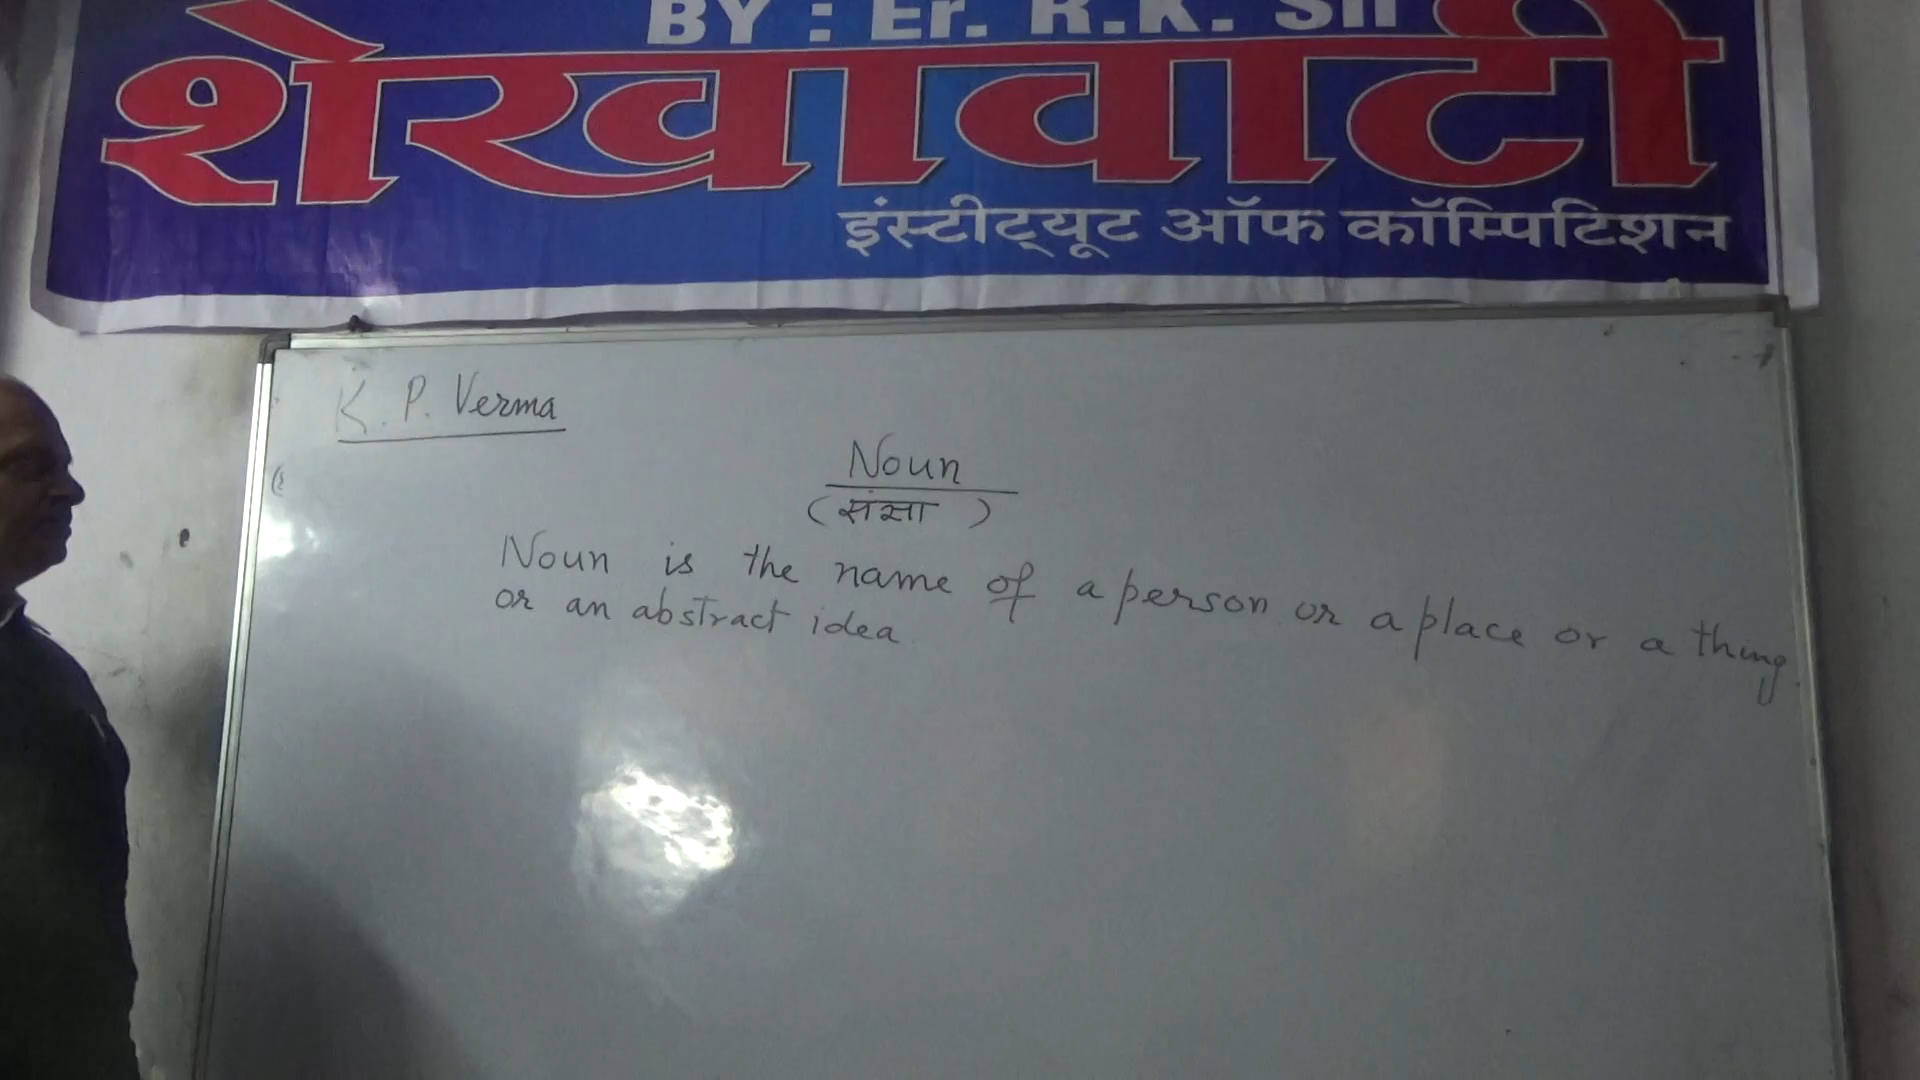 BY : Er. R.K.
शेखावाटी
इंस्टीट्यूट ऑफ कॉम्पिटिशन
K. P. Verma
Noun
(संज्ञा)
Noun is the name of a person or a place or a thing
or an abstract idea.